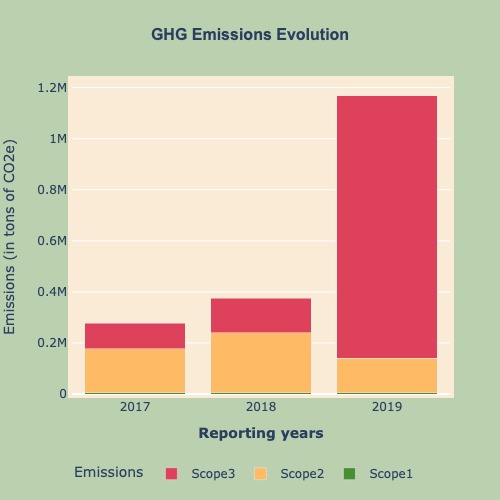 GHG Emissions Evolution
Emissions (in tons of CO2e)
1.2M
1M
0.8M
0.6M
0.4M
0.2M
0
2017 2018 2019
Reporting years
Emissions Scope3 Scope2 Scope1